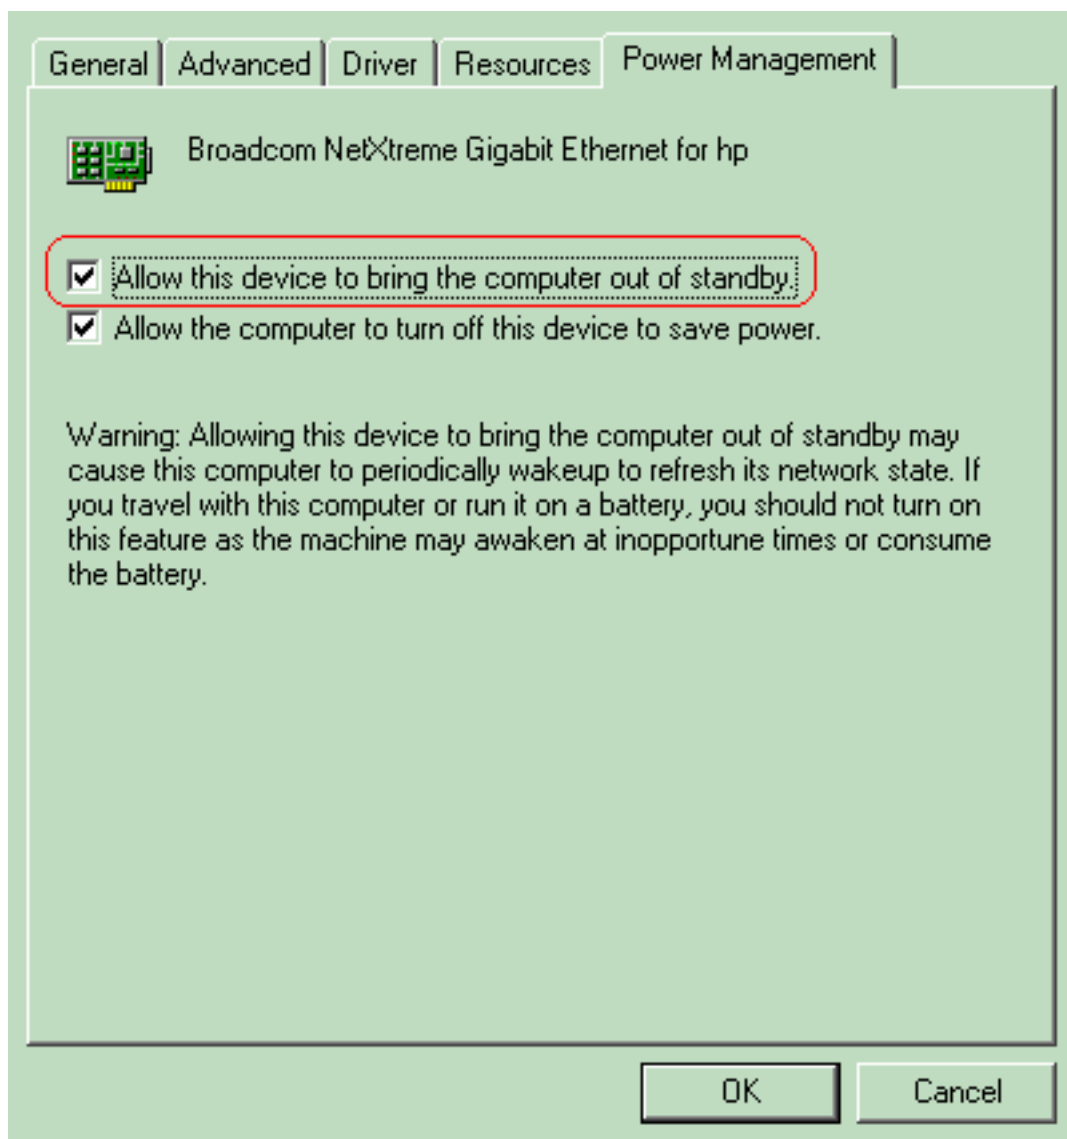 General Advanced Driver Resources Power Management
Broadcom NetXtreme Gigabit Ethernet for hp
Allow this device to bring the computer out of standby.
Allow the computer to turn off this device to save power.
Warning: Allowing this device to bring the computer out of standby may
cause this computer to periodically wakeup to refresh its network state. If
you travel with this computer or run it on a battery, you should not turn on
this feature as the machine may awaken at inopportune times or consume
the battery.
OK Cancel